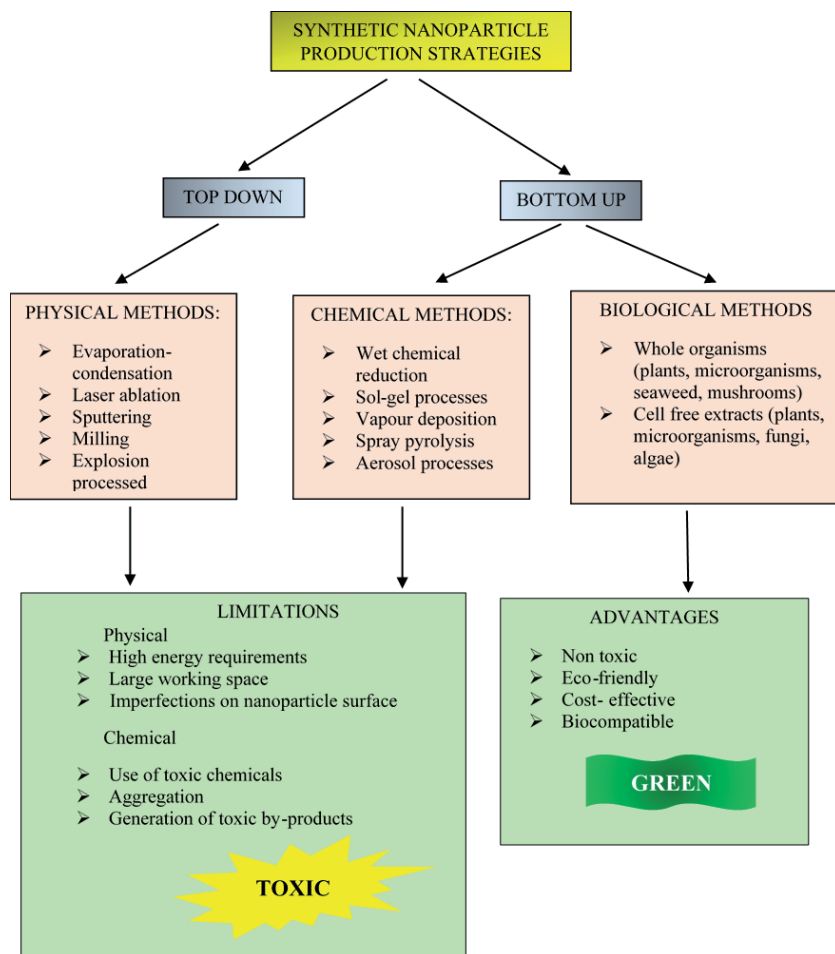 SYNTHETIC NANOPARTICLE
PRODUCTION STRATEGIES
TOP DOWN
BOTTOM UP
PHYSICAL METHODS:
➢ Evaporation-
condensation
➢ Laser ablation
➢ Sputtering
➢ Milling
➢ Explosion
processed
CHEMICAL METHODS:
➢ Wet chemical
reduction
➢ Sol-gel processes
➢ Vapour deposition
➢ Spray pyrolysis
➢ Aerosol processes
BIOLOGICAL METHODS
➢ Whole organisms
(plants, microorganisms,
seaweed, mushrooms)
➢ Cell free extracts (plants,
microorganisms, fungi,
algae)
LIMITATIONS
Physical
➢ High energy requirements
➢ Large working space
➢ Imperfections on nanoparticle surface
Chemical
➢ Use of toxic chemicals
➢ Aggregation
➢ Generation of toxic by-products
TOXIC
ADVANTAGES
➢ Non toxic
➢ Eco-friendly
➢ Cost- effective
➢ Biocompatible
GREEN